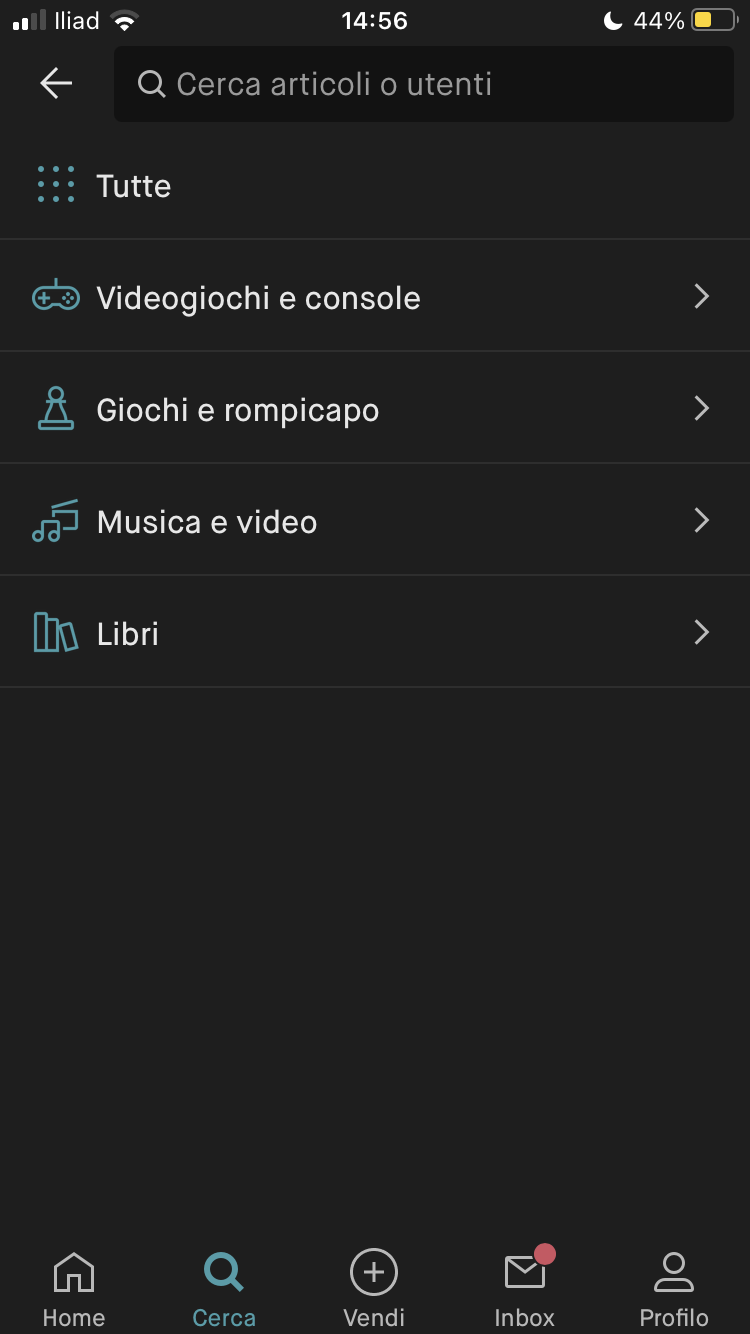 Iliad 14:56 44%
Cerca articoli o utenti
Tutte
Videogiochi e console
Giochi e rompicapo
Musica e video
Libri
Home Cerca Vendi Inbox Profilo